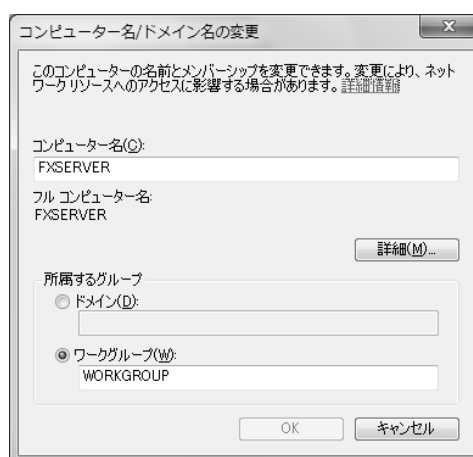 コンピューター名/ドメイン名の変更
このコンピューターの名前とメンバーシップを変更できます。変更により、ネット
ワーク リソースへのアクセスに影響する場合があります。詳細情報
コンピューター名(C):
FXSERVER
フル コンピューター名:
FXSERVER
詳細(M)...
所属するグループ
ドメイン(D):
ワークグループ(W):
WORKGROUP
OK
キャンセル